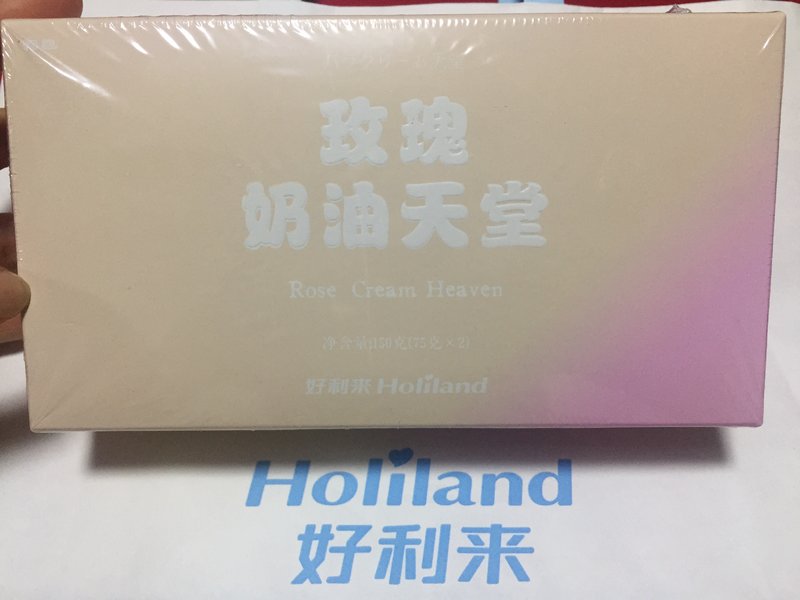 玫瑰
奶油天堂
Rose Cream Heaven
净含量:150克(75克×2)
好利来 Holiland
Holiland
好利来